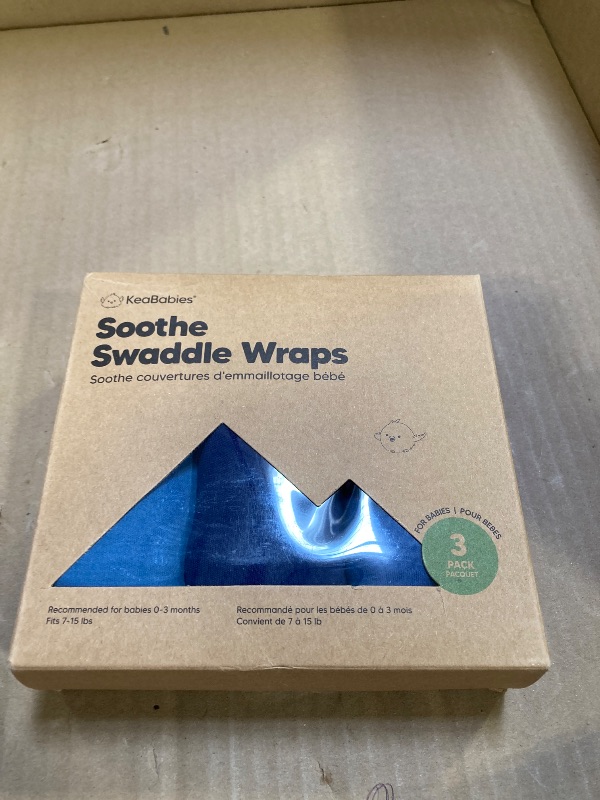 KeaBabies®
Soothe
Swaddle Wraps
Soothe couvertures d'emmaillotage bébé
FOR BABIES | POUR BÉBÉS
3
PACK
PACQUET
Recommended for babies 0-3 months
Fits 7-15 lbs
Recommandé pour les bébés de 0 à 3 mois
Convient de 7 à 15 lb